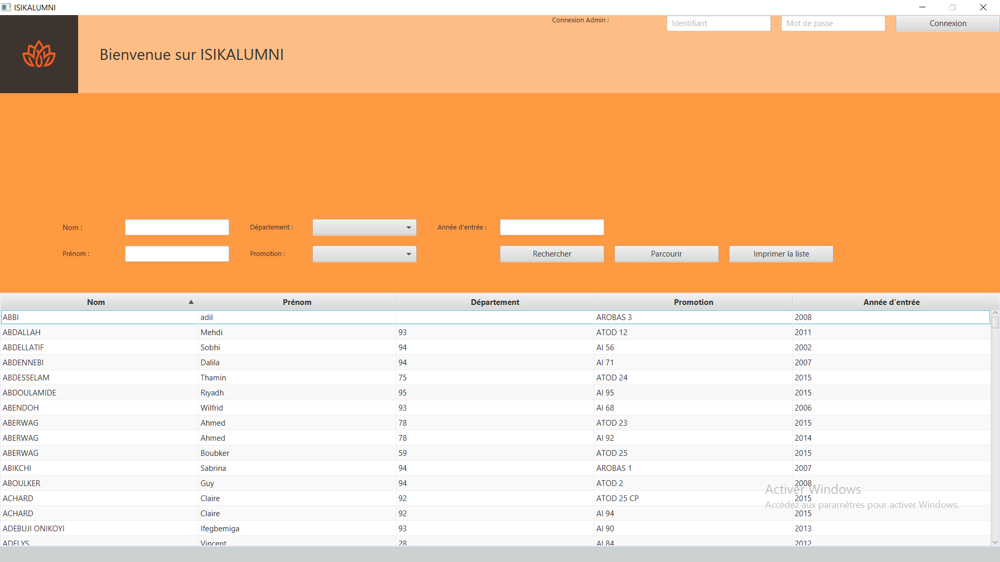 ISIKALUMNI
Connexion Admin : Identifiant Mot de passe Connexion
Bienvenue sur ISIKALUMNI
Nom : Département : Année d'entrée :
Prénom : Promotion : Rechercher Parcourir Imprimer la liste
Nom Prénom Département Promotion Année d'entrée
ABBI adil AROBAS 3 2008
ABDALLAH Mehdi 93 ATOD 12 2011
ABDELLATIF Sobhi 94 AI 56 2002
ABDENNEBI Dalila 94 AI 71 2007
ABDESSELAM Thamin 75 ATOD 24 2015
ABDOULAMIDE Riyadh 95 AI 95 2015
ABENDOH Wilfrid 93 AI 68 2006
ABERWAG Ahmed 78 ATOD 23 2015
ABERWAG Ahmed 78 AI 92 2014
ABERWAG Boubker 59 ATOD 25 2015
ABIKCHI Sabrina 94 AROBAS 1 2007
ABOULKER Guy 94 ATOD 2 2008
Activer Windows
ACHARD Claire 92 ATOD 25 CP 2015
Accédez aux paramètres pour activer Windows.
ACHARD Claire 92 AI 94 2015
ADEBUJI ONIKOYI Ifegbemiga 93 AI 90 2013
ADELYS Vincent 28 AI 84 2012